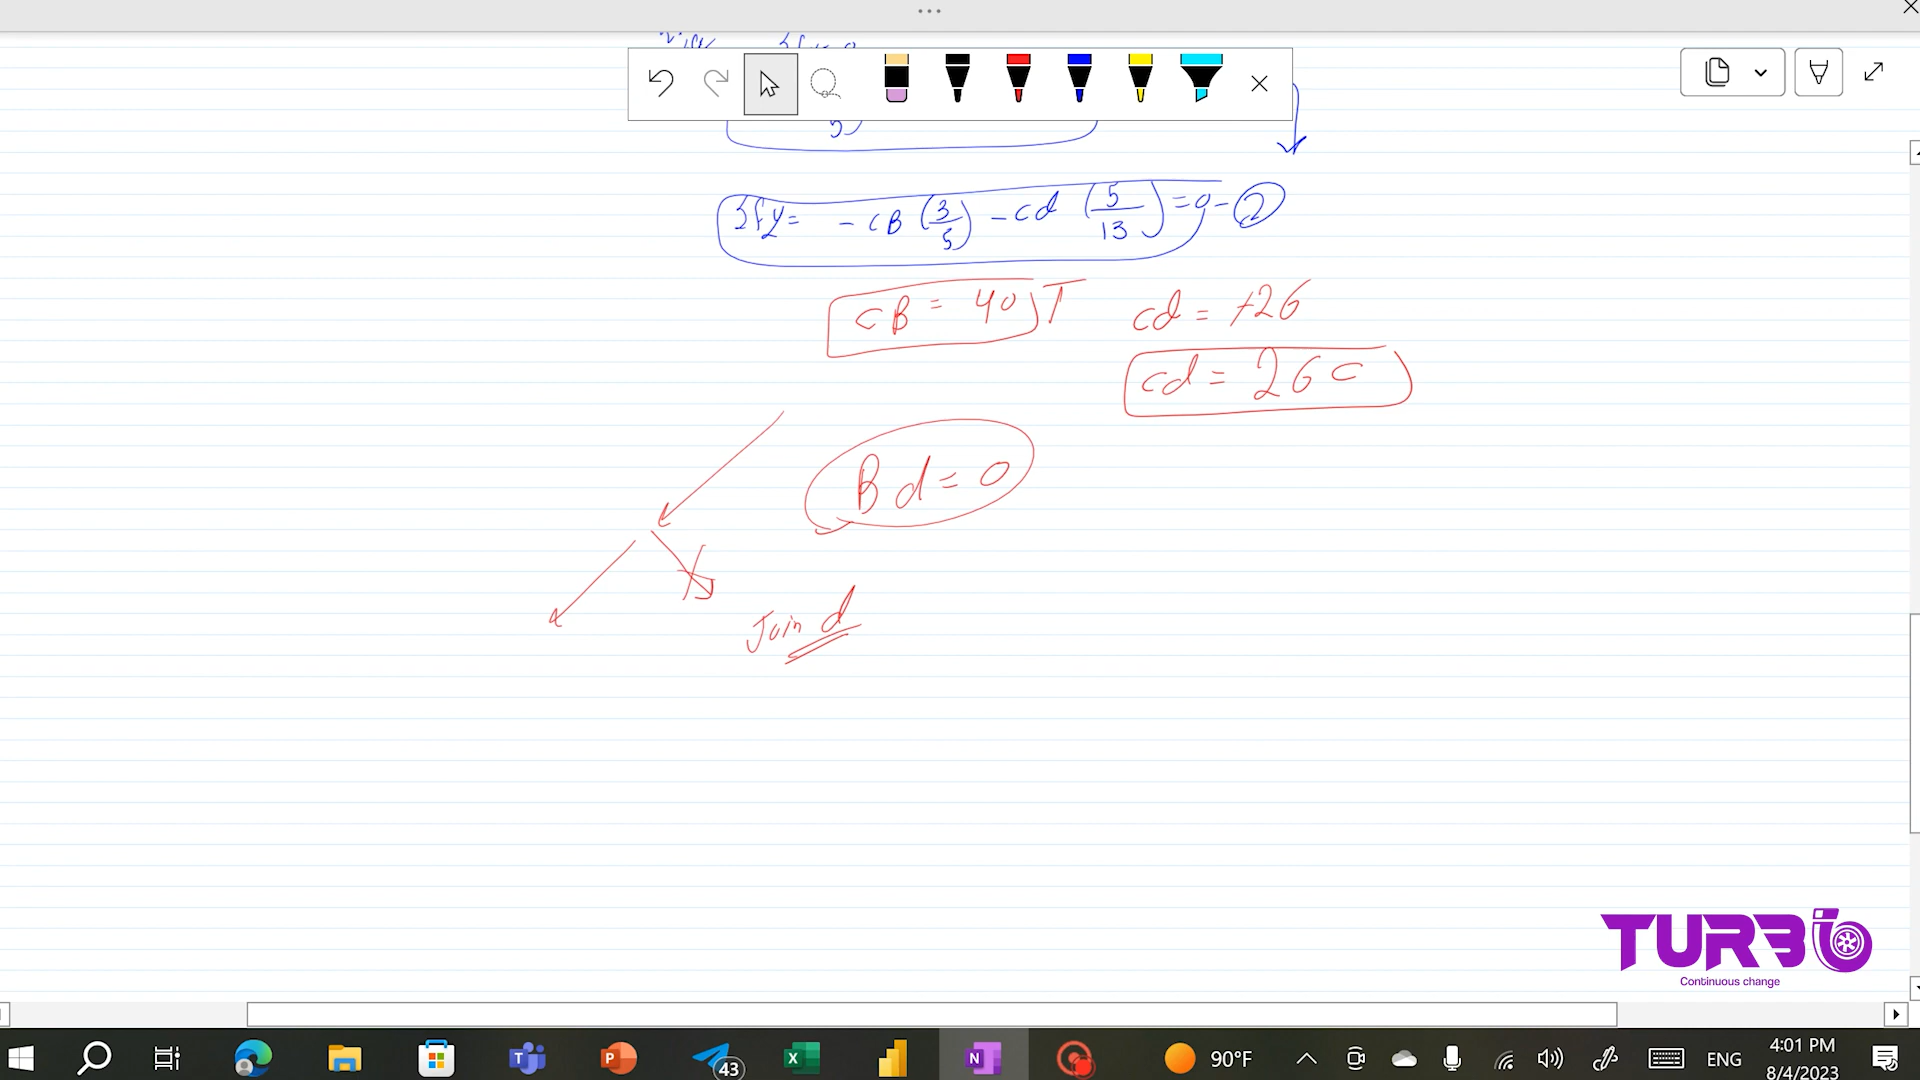 Σfy = - CB (3/5) - cd (5/13) = 0 - 2
CB = 40 T
cd = +26
cd = 26 C
Bd = 0
Join d
TURBO
Continuous change
43
90°F
ENG
4:01 PM
8/4/2023